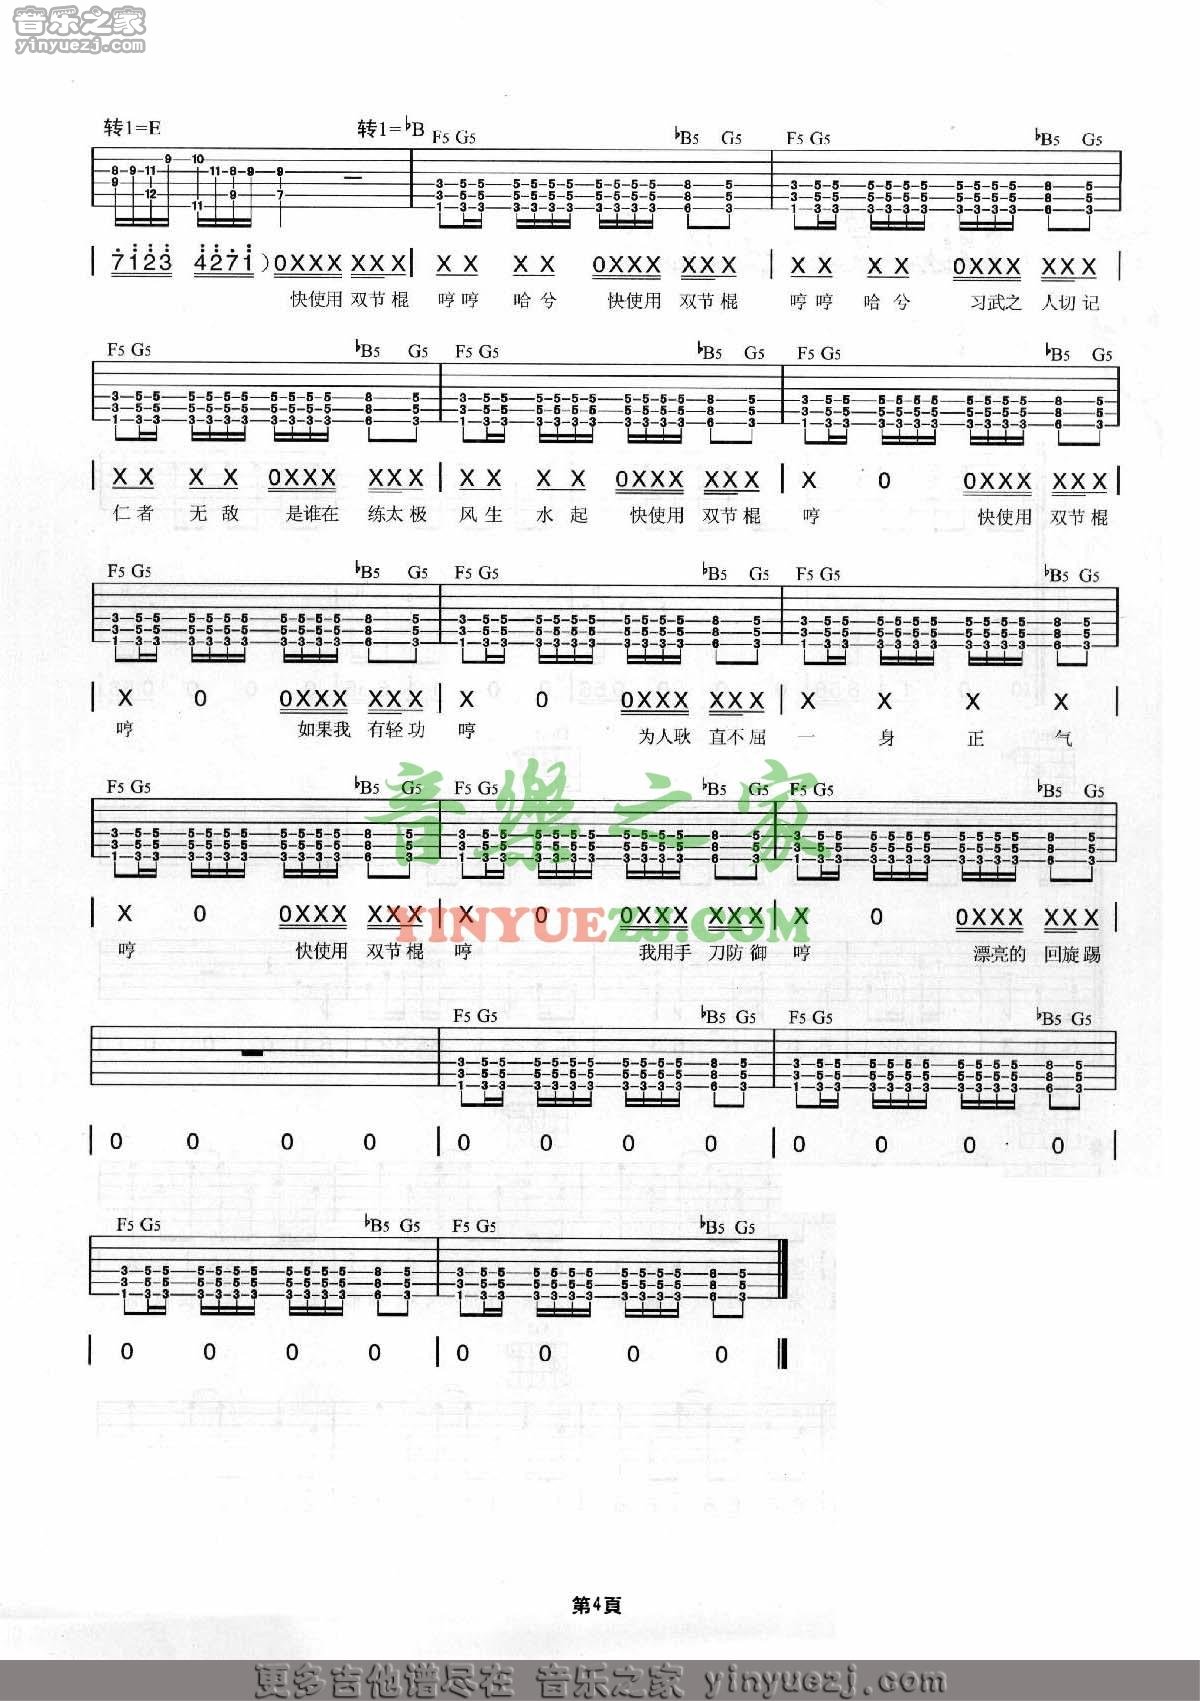 音乐之家
yinyuezj.com
转1=E 转1=♭B F5 G5 ♭B5 G5 F5 G5 ♭B5 G5
7123 4271 ) 0XXX XXX | X X X X 0XXX XXX | X X X X 0XXX XXX |
快使用 双节棍 哼哼 哈兮 快使用 双节棍 哼哼 哈兮 习武之 人切记
F5 G5 ♭B5 G5 F5 G5 ♭B5 G5 F5 G5 ♭B5 G5
| X X X X 0XXX XXX | X X X X 0XXX XXX | X 0 0XXX XXX |
仁者 无敌 是谁在 练太极 风生 水起 快使用 双节棍 哼 快使用 双节棍
F5 G5 ♭B5 G5 F5 G5 ♭B5 G5 F5 G5 ♭B5 G5
| X 0 0XXX XXX | X 0 0XXX XXX | X X X X |
哼 如果我 有轻功 哼 为人耿 直不屈 一 身 正 气
F5 G5 ♭B5 G5 F5 G5 ♭B5 G5 F5 G5 ♭B5 G5
音樂之家
| X 0 0XXX XXX | X 0 0XXX XXX | X 0 0XXX XXX |
YINYUEZJ.COM
哼 快使用 双节棍 哼 我用手 刀防御 哼 漂亮的 回旋踢
F5 G5 ♭B5 G5 F5 G5 ♭B5 G5
| 0 0 0 0 | 0 0 0 0 | 0 0 0 0 |
F5 G5 ♭B5 G5 F5 G5 ♭B5 G5
| 0 0 0 0 | 0 0 0 0 ‖
第4頁
更多吉他谱尽在 音乐之家 yinyuezj.com